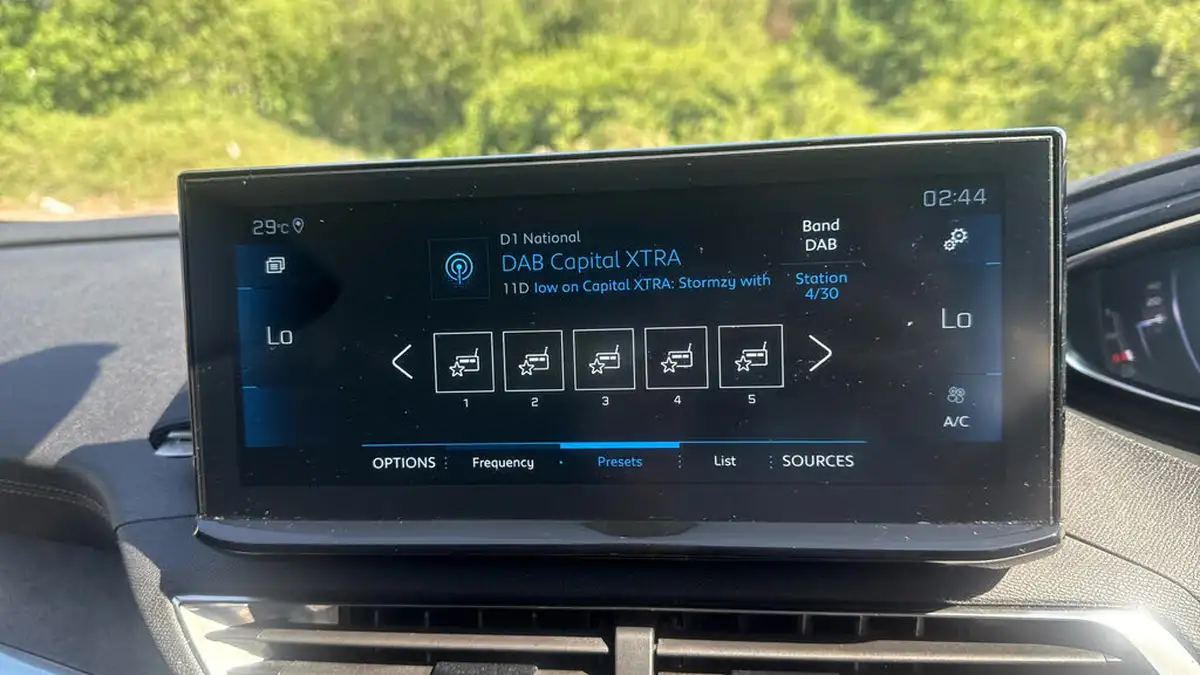 29°C
02:44
D1 National
DAB Capital XTRA
11D low on Capital XTRA: Stormzy with
Band
DAB
Station
4/30
Lo
Lo
1 2 3 4 5
A/C
OPTIONS Frequency Presets List SOURCES